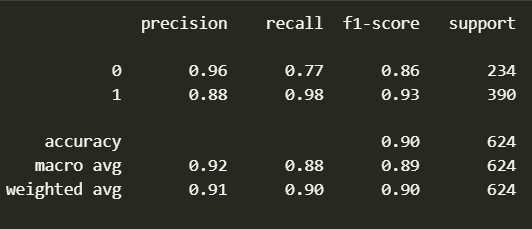 precision recall f1-score support
0 0.96 0.77 0.86 234
1 0.88 0.98 0.93 390
accuracy 0.90 624
macro avg 0.92 0.88 0.89 624
weighted avg 0.91 0.90 0.90 624